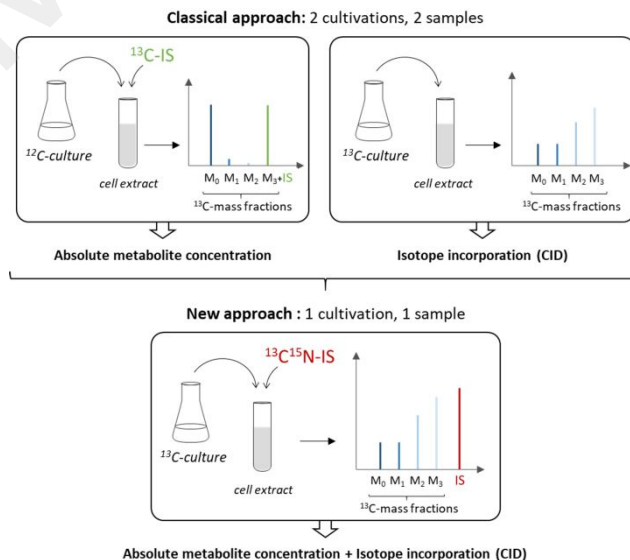 Classical approach: 2 cultivations, 2 samples
¹³C-IS
¹²C-culture
cell extract
M₀ M₁ M₂ M₃+IS
¹³C-mass fractions
Absolute metabolite concentration
¹³C-culture
cell extract
M₀ M₁ M₂ M₃
¹³C-mass fractions
Isotope incorporation (CID)
New approach : 1 cultivation, 1 sample
¹³C¹⁵N-IS
¹³C-culture
cell extract
M₀ M₁ M₂ M₃ IS
¹³C-mass fractions
Absolute metabolite concentration + Isotope incorporation (CID)